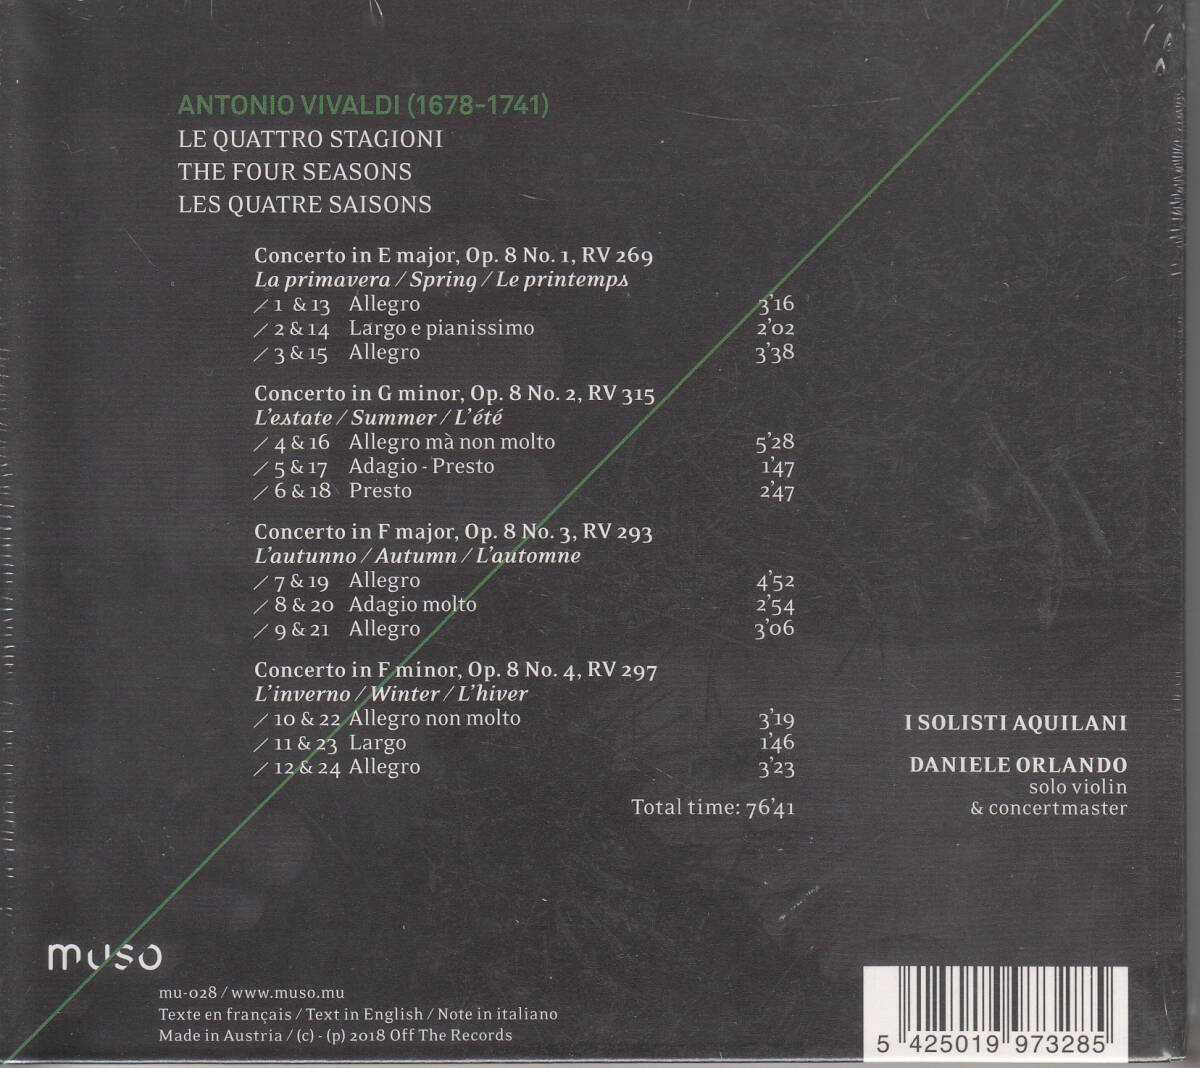 ANTONIO VIVALDI (1678-1741)
LE QUATTRO STAGIONI
THE FOUR SEASONS
LES QUATRE SAISONS
Concerto in E major, Op. 8 No. 1, RV 269
La primavera / Spring / Le printemps
/ 1 & 13 Allegro 3'16
/ 2 & 14 Largo e pianissimo 2'02
/ 3 & 15 Allegro 3'38
Concerto in G minor, Op. 8 No. 2, RV 315
L'estate / Summer / L'été
/ 4 & 16 Allegro mà non molto 5'28
/ 5 & 17 Adagio - Presto 1'47
/ 6 & 18 Presto 2'47
Concerto in F major, Op. 8 No. 3, RV 293
L'autunno / Autumn / L'automne
/ 7 & 19 Allegro 4'52
/ 8 & 20 Adagio molto 2'54
/ 9 & 21 Allegro 3'06
Concerto in F minor, Op. 8 No. 4, RV 297
L'inverno / Winter / L'hiver
/ 10 & 22 Allegro non molto 3'19
/ 11 & 23 Largo 1'46
/ 12 & 24 Allegro 3'23
Total time: 76'41
I SOLISTI AQUILANI
DANIELE ORLANDO
solo violin
& concertmaster
muso
mu-028 / www.muso.mu
Texte en français / Text in English / Note in italiano
Made in Austria / (c) - (p) 2018 Off The Records
5 425019 973285